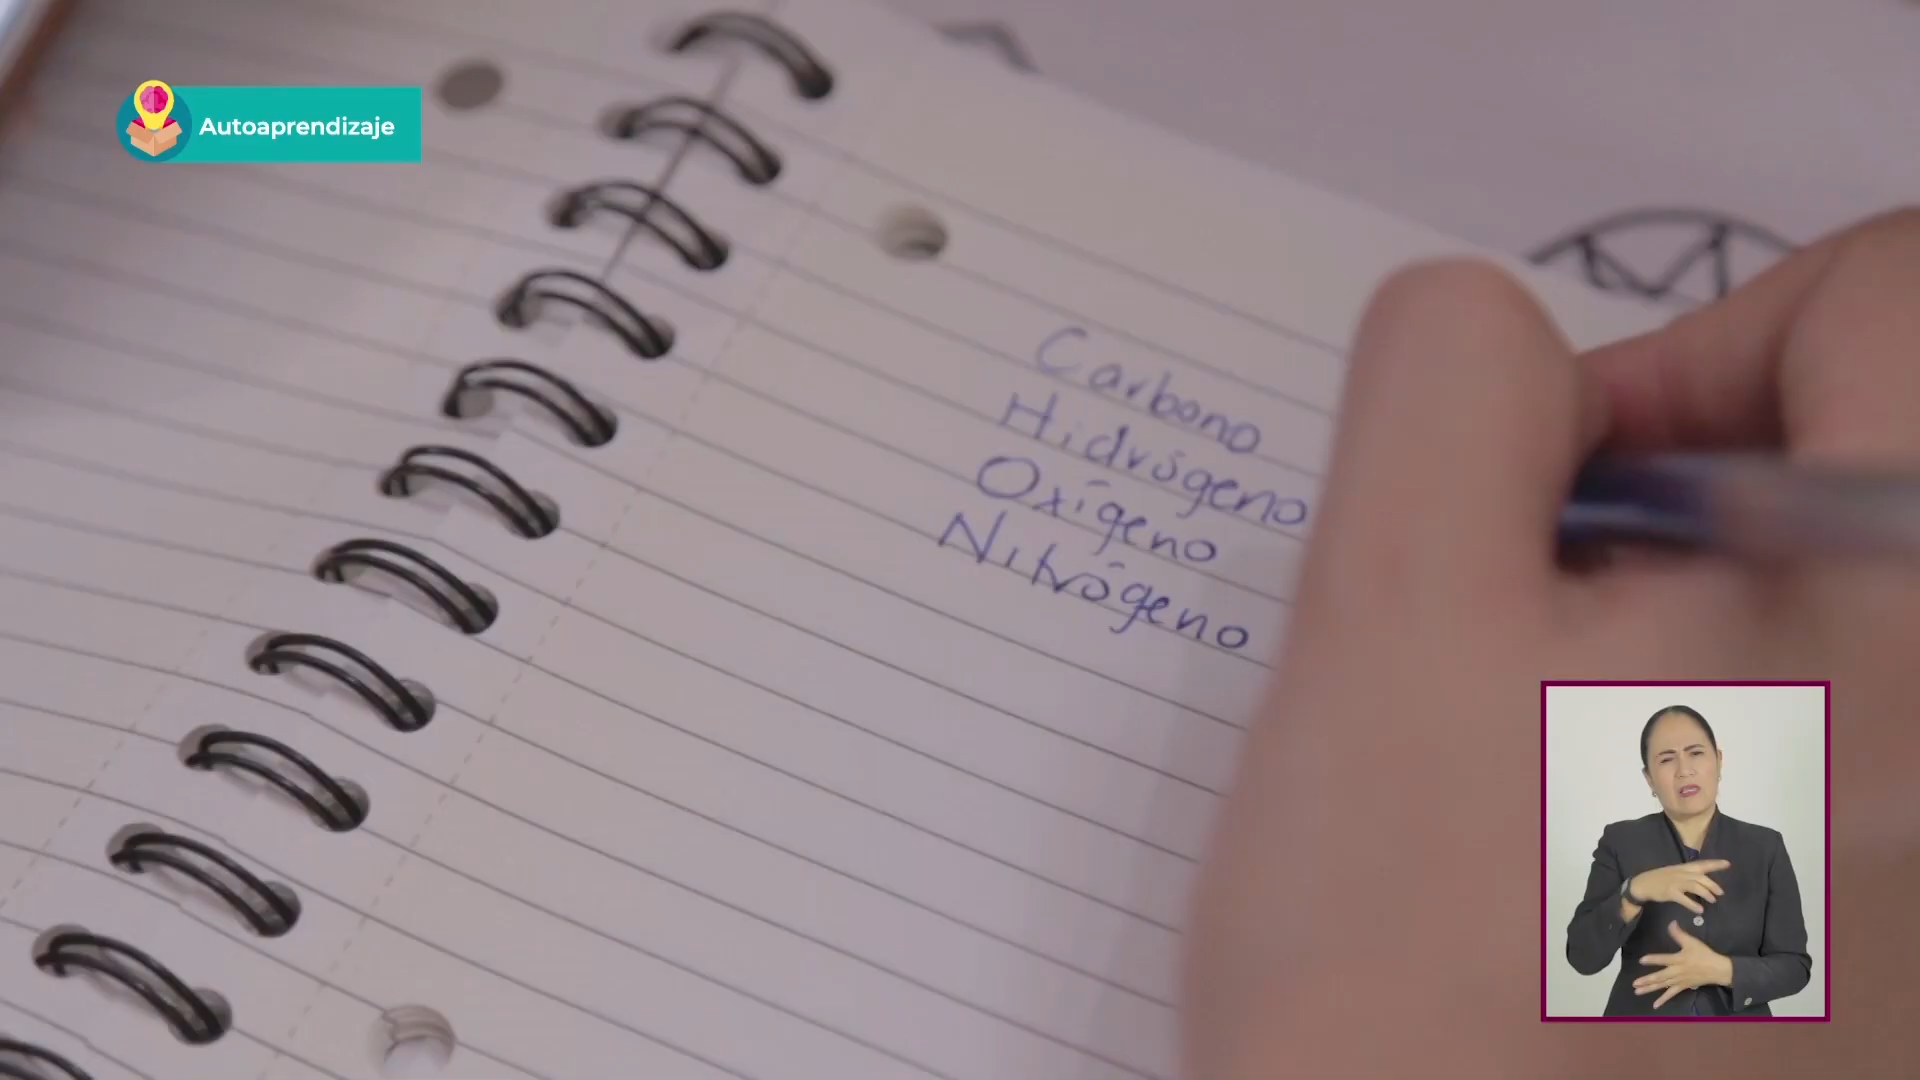 Autoaprendizaje
Carbono
Hidrógeno
Oxígeno
Nitrógeno